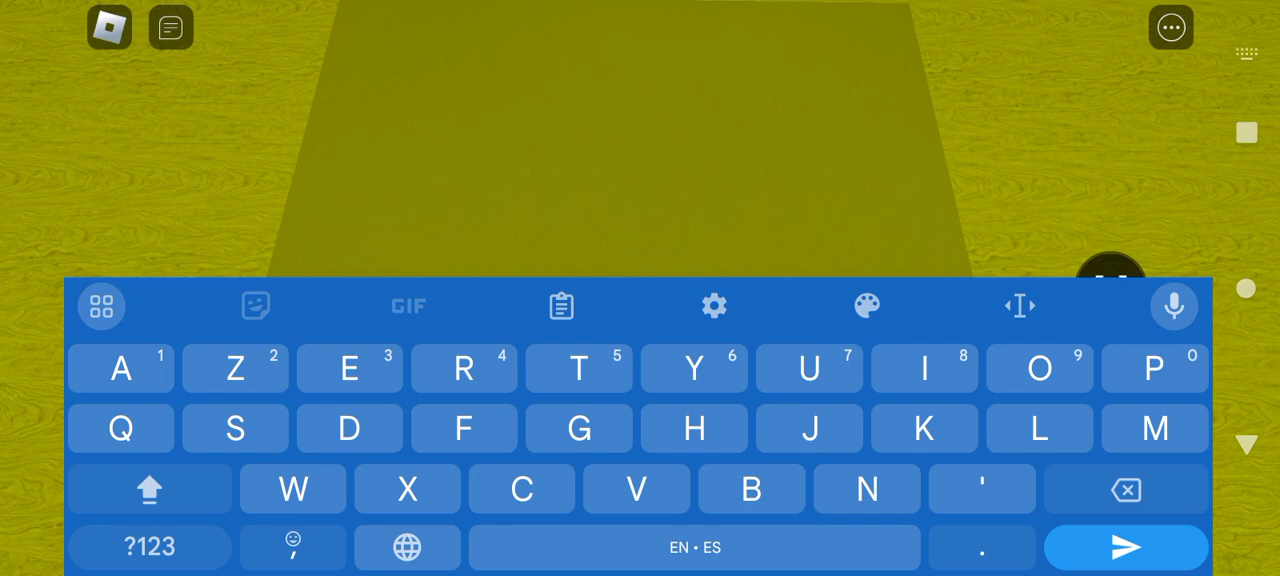 GIF
A 1 Z 2 E 3 R 4 T 5 Y 6 U 7 I 8 O 9 P 0
Q S D F G H J K L M
W X C V B N '
?123 , EN • ES .